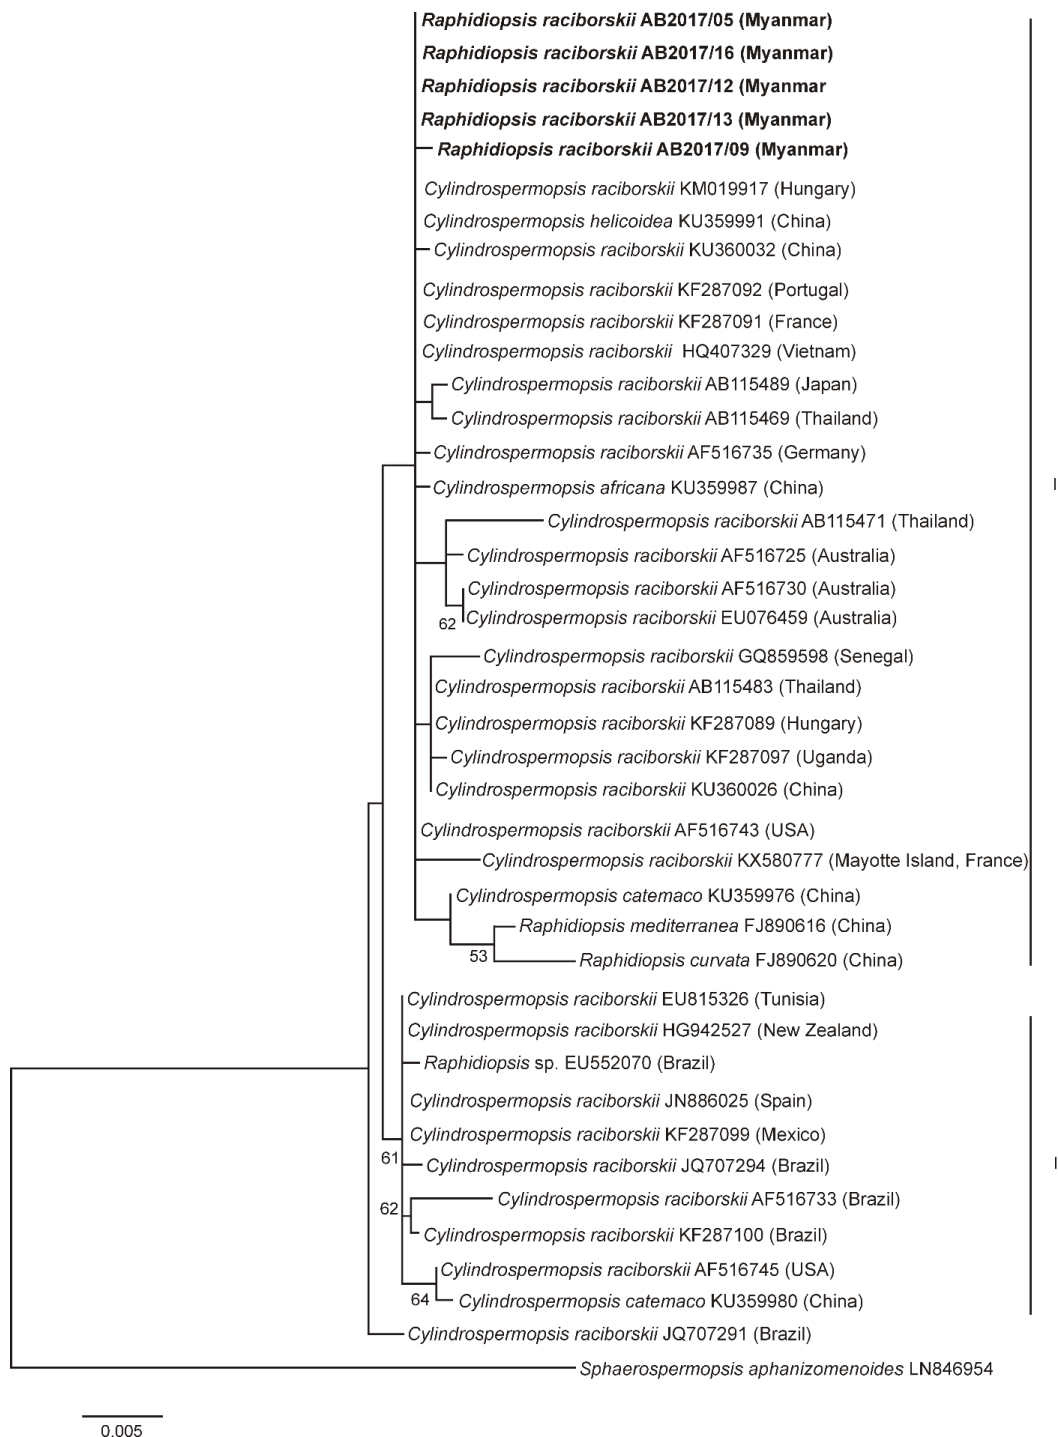 Raphidiopsis raciborskii AB2017/05 (Myanmar)
Raphidiopsis raciborskii AB2017/16 (Myanmar)
Raphidiopsis raciborskii AB2017/12 (Myanmar
Raphidiopsis raciborskii AB2017/13 (Myanmar)
Raphidiopsis raciborskii AB2017/09 (Myanmar)
Cylindrospermopsis raciborskii KM019917 (Hungary)
Cylindrospermopsis helicoidea KU359991 (China)
Cylindrospermopsis raciborskii KU360032 (China)
Cylindrospermopsis raciborskii KF287092 (Portugal)
Cylindrospermopsis raciborskii KF287091 (France)
Cylindrospermopsis raciborskii HQ407329 (Vietnam)
Cylindrospermopsis raciborskii AB115489 (Japan)
Cylindrospermopsis raciborskii AB115469 (Thailand)
Cylindrospermopsis raciborskii AF516735 (Germany)
I
Cylindrospermopsis africana KU359987 (China)
Cylindrospermopsis raciborskii AB115471 (Thailand)
Cylindrospermopsis raciborskii AF516725 (Australia)
Cylindrospermopsis raciborskii AF516730 (Australia)
62 Cylindrospermopsis raciborskii EU076459 (Australia)
Cylindrospermopsis raciborskii GQ859598 (Senegal)
Cylindrospermopsis raciborskii AB115483 (Thailand)
Cylindrospermopsis raciborskii KF287089 (Hungary)
Cylindrospermopsis raciborskii KF287097 (Uganda)
Cylindrospermopsis raciborskii KU360026 (China)
Cylindrospermopsis raciborskii AF516743 (USA)
Cylindrospermopsis raciborskii KX580777 (Mayotte Island, France)
Cylindrospermopsis catemaco KU359976 (China)
Raphidiopsis mediterranea FJ890616 (China)
53 Raphidiopsis curvata FJ890620 (China)
Cylindrospermopsis raciborskii EU815326 (Tunisia)
Cylindrospermopsis raciborskii HG942527 (New Zealand)
Raphidiopsis sp. EU552070 (Brazil)
Cylindrospermopsis raciborskii JN886025 (Spain)
Cylindrospermopsis raciborskii KF287099 (Mexico)
61
Cylindrospermopsis raciborskii JQ707294 (Brazil)
I
Cylindrospermopsis raciborskii AF516733 (Brazil)
62
Cylindrospermopsis raciborskii KF287100 (Brazil)
Cylindrospermopsis raciborskii AF516745 (USA)
64 Cylindrospermopsis catemaco KU359980 (China)
Cylindrospermopsis raciborskii JQ707291 (Brazil)
Sphaerospermopsis aphanizomenoides LN846954
0.005